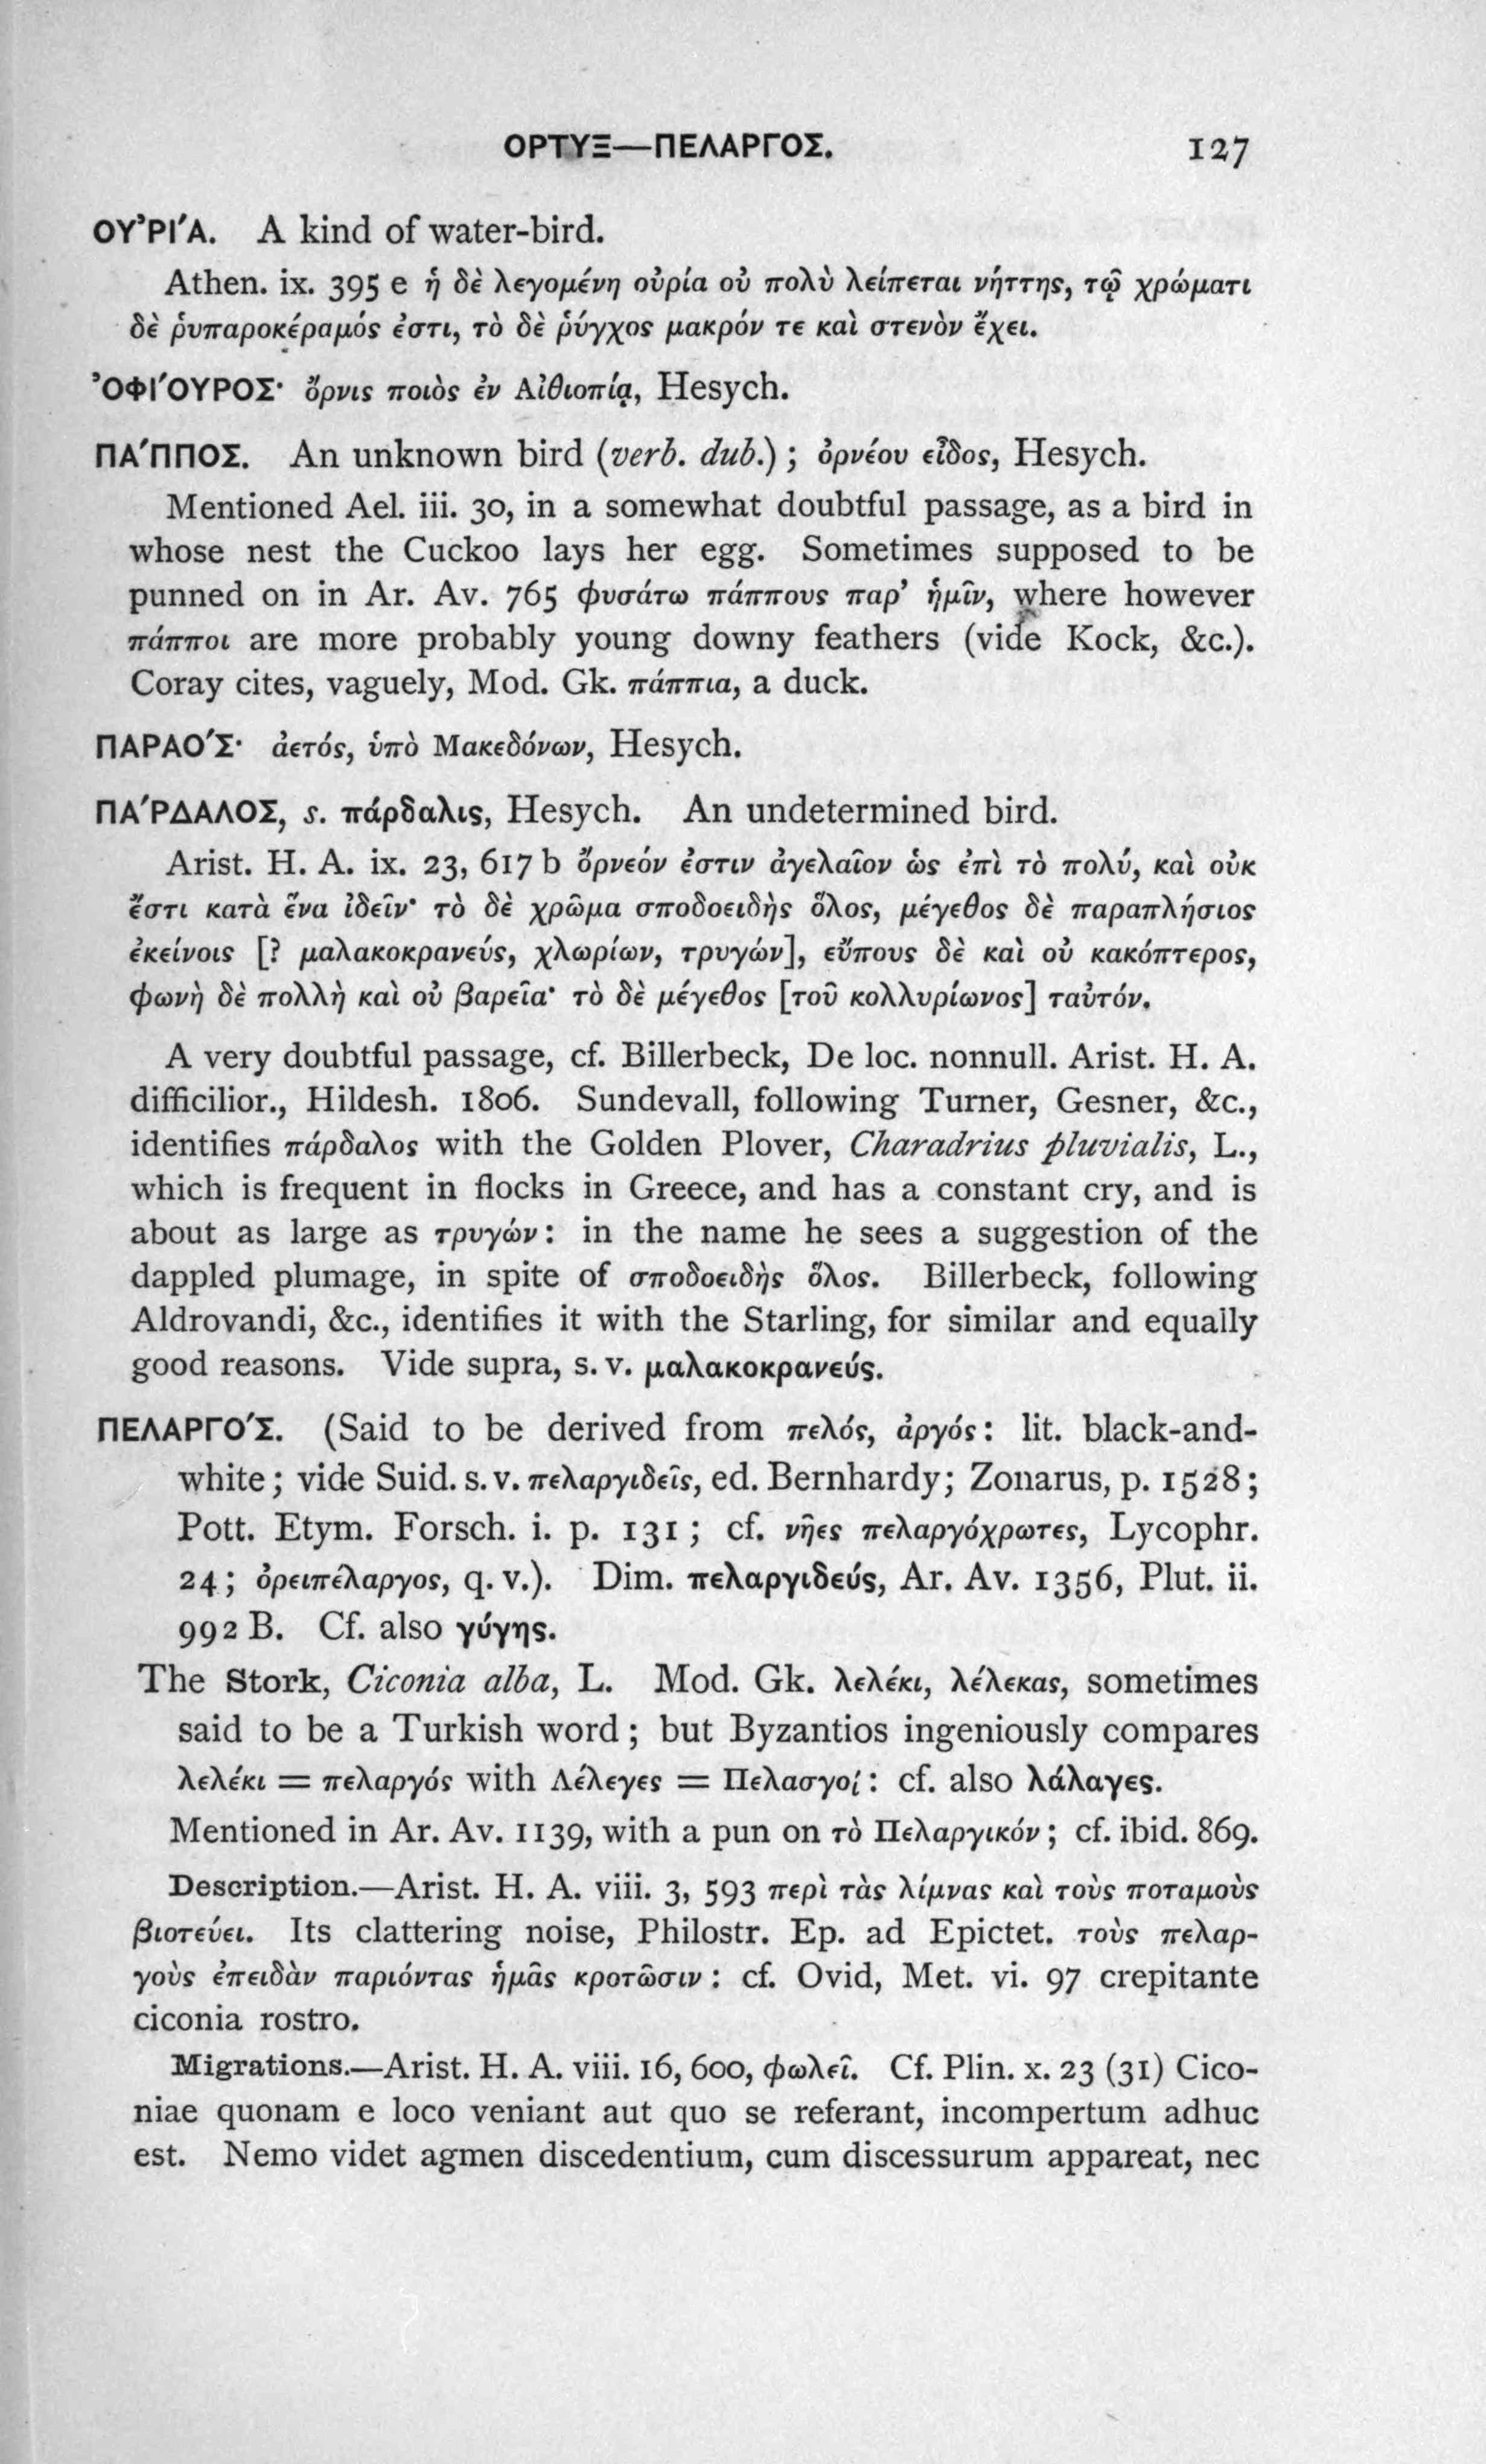 ΟΡΤΥΞ—ΠΕΛΑΡΓΟΣ. 127
ΟΥ’ΡΙ΄Α. A kind of water-bird.
Athen. ix. 395 e ἡ δὲ λεγομένη οὐρία οὐ πολὺ λείπεται νήττης, τῷ χρώματι
δὲ ῥυπαροκέραμός ἐστι, τὸ δὲ ῥύγχος μακρόν τε καὶ στενὸν ἔχει.
’ΟΦΙ΄ΟΥΡΟΣ· ὄρνις ποιὸς ἐν Αἰθιοπίᾳ, Hesych.
ΠΑ΄ΠΠΟΣ. An unknown bird (verb. dub.) ; ὀρνέου εἶδος, Hesych.
Mentioned Ael. iii. 30, in a somewhat doubtful passage, as a bird in
whose nest the Cuckoo lays her egg. Sometimes supposed to be
punned on in Ar. Av. 765 φυσάτω πάππους παρ’ ἡμῖν, where however
πάπποι are more probably young downy feathers (vide Kock, &c.).
Coray cites, vaguely, Mod. Gk. πάππια, a duck.
ΠΑΡΑΟ΄Σ· ἀετός, ὑπὸ Μακεδόνων, Hesych.
ΠΑ΄ΡΔΑΛΟΣ, s. πάρδαλις, Hesych. An undetermined bird.
Arist. H. A. ix. 23, 617 b ὄρνεόν ἐστιν ἀγελαῖον ὡς ἐπὶ τὸ πολύ, καὶ οὐκ
ἔστι κατὰ ἕνα ἰδεῖν· τὸ δὲ χρῶμα σποδοειδὴς ὅλος, μέγεθος δὲ παραπλήσιος
ἐκείνοις [? μαλακοκρανεύς, χλωρίων, τρυγών], εὔπους δὲ καὶ οὐ κακόπτερος,
φωνὴ δὲ πολλὴ καὶ οὐ βαρεῖα· τὸ δὲ μέγεθος [τοῦ κολλυρίωνος] ταὐτόν.
A very doubtful passage, cf. Billerbeck, De loc. nonnull. Arist. H. A.
difficilior., Hildesh. 1806. Sundevall, following Turner, Gesner, &c.,
identifies πάρδαλος with the Golden Plover, Charadrius pluvialis, L.,
which is frequent in flocks in Greece, and has a constant cry, and is
about as large as τρυγών: in the name he sees a suggestion of the
dappled plumage, in spite of σποδοειδὴς ὅλος. Billerbeck, following
Aldrovandi, &c., identifies it with the Starling, for similar and equally
good reasons. Vide supra, s. v. μαλακοκρανεύς.
ΠΕΛΑΡΓΟ΄Σ. (Said to be derived from πελός, ἀργός: lit. black-and-
white; vide Suid. s. v. πελαργιδεῖς, ed. Bernhardy; Zonarus, p. 1528;
Pott. Etym. Forsch. i. p. 131 ; cf. νῆες πελαργόχρωτες, Lycophr.
24 ; ὀρειπέλαργος, q. v.). Dim. πελαργιδεύς, Ar. Av. 1356, Plut. ii.
992 B. Cf. also γύγης.
The Stork, Ciconia alba, L. Mod. Gk. λελέκι, λέλεκας, sometimes
said to be a Turkish word ; but Byzantios ingeniously compares
λελέκι = πελαργός with Λέλεγες = Πελασγοί: cf. also λάλαγες.
Mentioned in Ar. Av. 1139, with a pun on τὸ Πελαργικόν ; cf. ibid. 869.
Description.—Arist. H. A. viii. 3, 593 περὶ τὰς λίμνας καὶ τοὺς ποταμοὺς
βιοτεύει. Its clattering noise, Philostr. Ep. ad Epictet. τοὺς πελαρ-
γοὺς ἐπειδὰν παριόντας ἡμᾶς κροτῶσιν : cf. Ovid, Met. vi. 97 crepitante
ciconia rostro.
Migrations.—Arist. H. A. viii. 16, 600, φωλεῖ. Cf. Plin. x. 23 (31) Cico-
niae quonam e loco veniant aut quo se referant, incompertum adhuc
est. Nemo videt agmen discedentium, cum discessurum appareat, nec